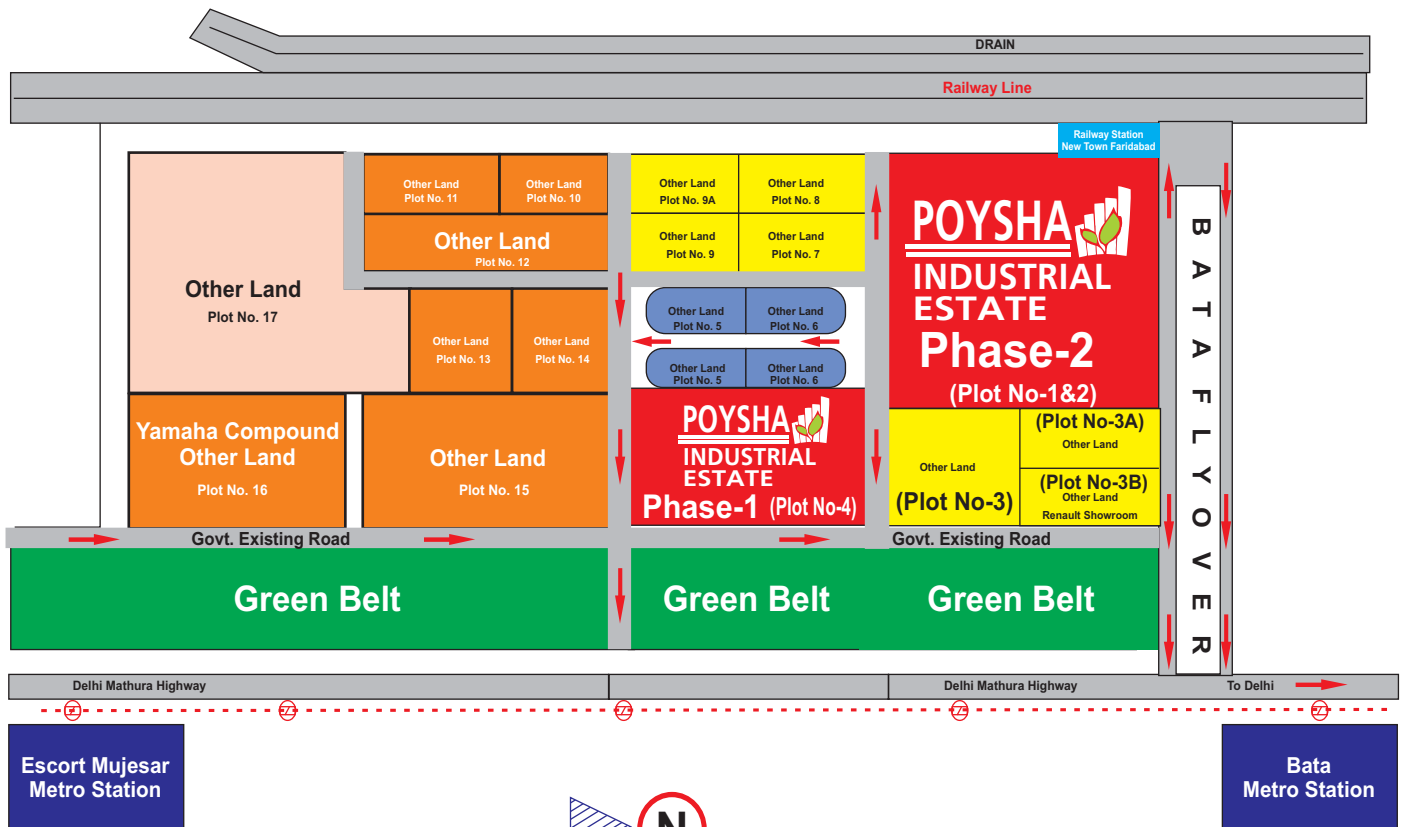 DRAIN
Railway Line
Railway Station
New Town Faridabad
Other Land
Plot No. 11
Other Land
Plot No. 10
Other Land
Plot No. 12
Other Land
Plot No. 9A
Other Land
Plot No. 8
Other Land
Plot No. 9
Other Land
Plot No. 7
POYSHA
INDUSTRIAL
ESTATE
Phase-2
(Plot No-1&2)
BATA FLYOVER
Other Land
Plot No. 17
Other Land
Plot No. 13
Other Land
Plot No. 14
Other Land
Plot No. 5
Other Land
Plot No. 6
Other Land
Plot No. 5
Other Land
Plot No. 6
Yamaha Compound
Other Land
Plot No. 16
Other Land
Plot No. 15
POYSHA
INDUSTRIAL
ESTATE
Phase-1 (Plot No-4)
Other Land
(Plot No-3)
(Plot No-3A)
Other Land
(Plot No-3B)
Other Land
Renault Showroom
Govt. Existing Road
Govt. Existing Road
Green Belt
Green Belt
Green Belt
Delhi Mathura Highway
Delhi Mathura Highway
To Delhi
Escort Mujesar
Metro Station
Bata
Metro Station
N